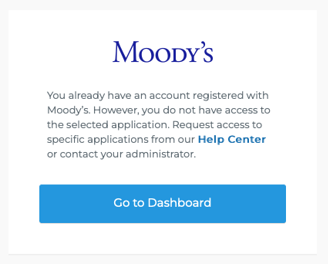 MOODY'S
You already have an account registered with
Moody's. However, you do not have access to
the selected application. Request access to
specific applications from our Help Center
or contact your administrator.
Go to Dashboard